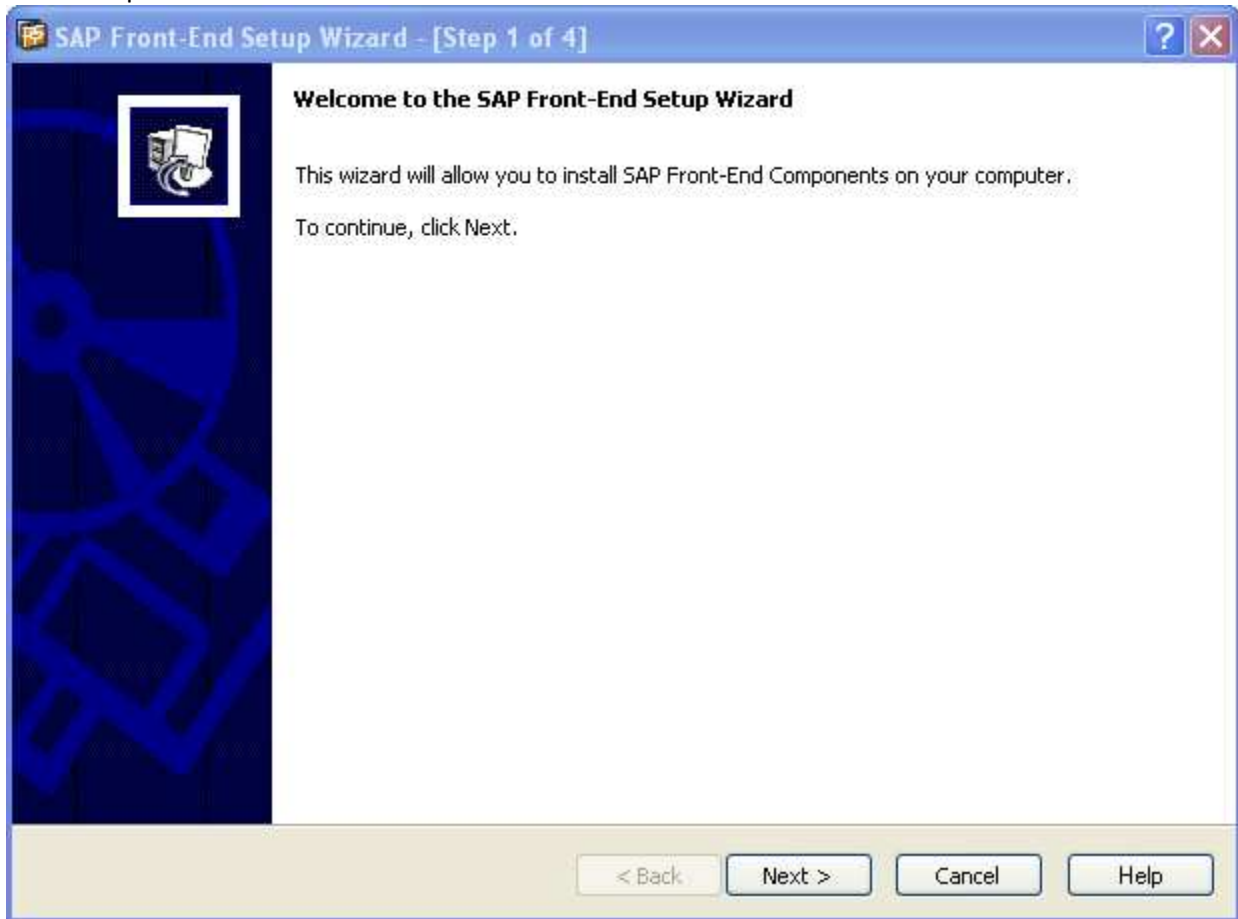 SAP Front-End Setup Wizard - [Step 1 of 4]
Welcome to the SAP Front-End Setup Wizard
This wizard will allow you to install SAP Front-End Components on your computer.
To continue, click Next.
< Back Next > Cancel Help